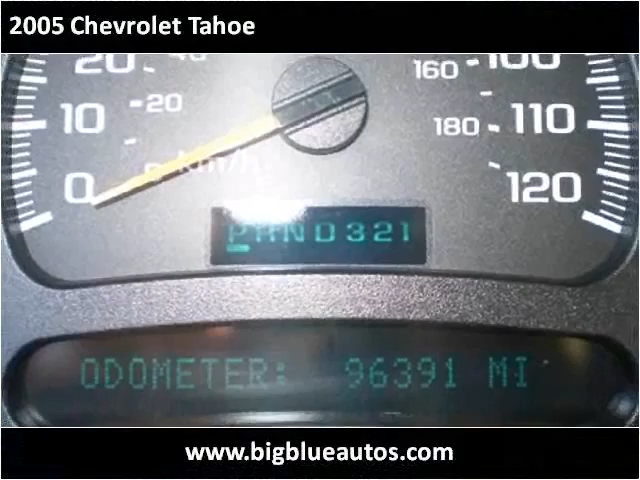 2005 Chevrolet Tahoe
20 40 160 100
10 20 180 110
0 km/h 120
PRND321
ODOMETER: 96391 MI
www.bigblueautos.com